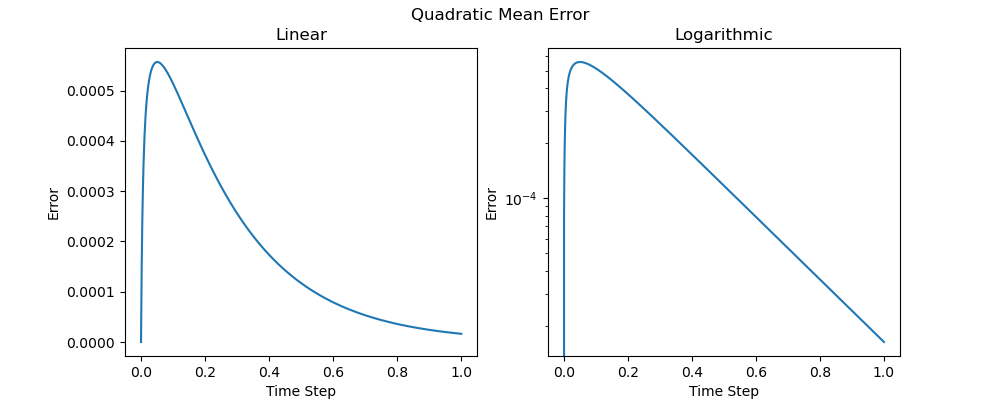 Quadratic Mean Error
Linear
Error
0.0005
0.0004
0.0003
0.0002
0.0001
0.0000
0.0 0.2 0.4 0.6 0.8 1.0
Time Step
Logarithmic
Error
10⁻⁴
0.0 0.2 0.4 0.6 0.8 1.0
Time Step